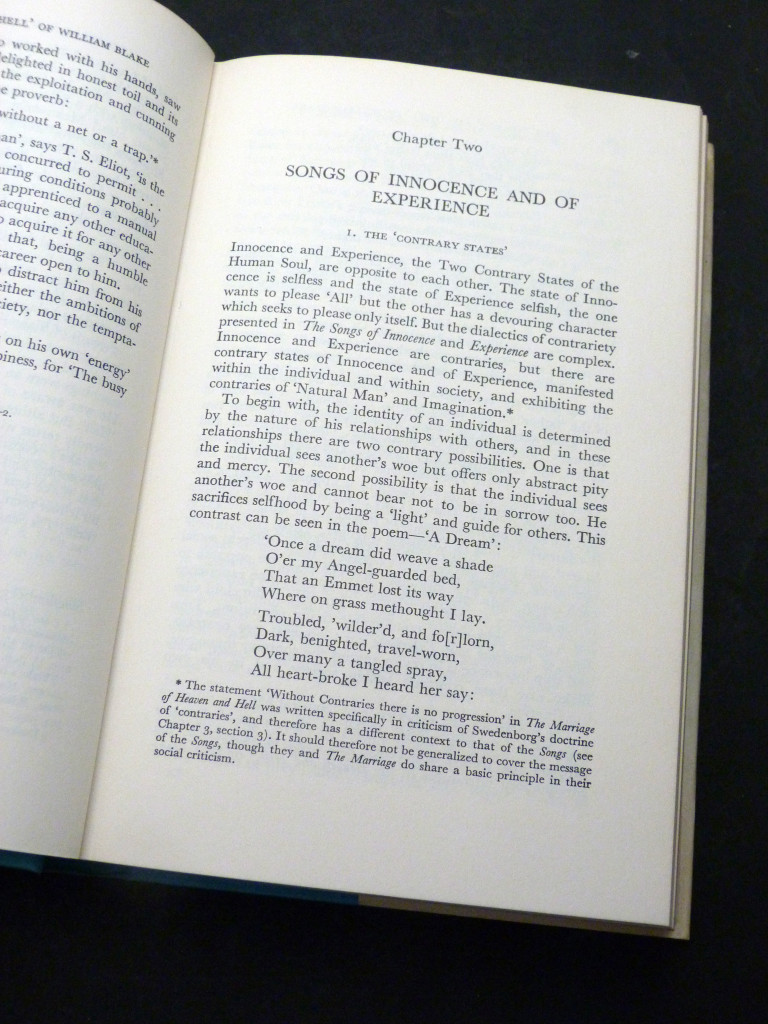 HELL' OF WILLIAM BLAKE
worked with his hands, saw
delighted in honest toil and its
the exploitation and cunning
proverb:
without a net or a trap.'*
says T. S. Eliot, 'is the
concurred to permit . . .
conditions probably
apprenticed to a manual
acquire any other educa-
acquire it for any other
that, being a humble
career open to him.
distract him from his
neither the ambitions of
society, nor the tempta-
on his own 'energy'
for 'The busy
Chapter Two
SONGS OF INNOCENCE AND OF
EXPERIENCE
1. THE 'CONTRARY STATES'
Innocence and Experience, the Two Contrary States of the
Human Soul, are opposite to each other. The state of Inno-
cence is selfless and the state of Experience selfish, the one
wants to please 'All' but the other has a devouring character
which seeks to please only itself. But the dialectics of contrariety
presented in The Songs of Innocence and Experience are complex.
Innocence and Experience are contraries, but there are
contrary states of Innocence and of Experience, manifested
within the individual and within society, and exhibiting the
contraries of 'Natural Man' and Imagination.*
To begin with, the identity of an individual is determined
by the nature of his relationships with others, and in these
relationships there are two contrary possibilities. One is that
the individual sees another's woe but offers only abstract pity
and mercy. The second possibility is that the individual sees
another's woe and cannot bear not to be in sorrow too. He
sacrifices selfhood by being a 'light' and guide for others. This
contrast can be seen in the poem—'A Dream':
'Once a dream did weave a shade
O'er my Angel-guarded bed,
That an Emmet lost its way
Where on grass methought I lay.
Troubled, 'wilder'd, and fo[r]lorn,
Dark, benighted, travel-worn,
Over many a tangled spray,
All heart-broke I heard her say:
* The statement 'Without Contraries there is no progression' in The Marriage
of Heaven and Hell was written specifically in criticism of Swedenborg's doctrine
of 'contraries', and therefore has a different context to that of the Songs (see
Chapter 3, section 3). It should therefore not be generalized to cover the message
of the Songs, though they and The Marriage do share a basic principle in their
social criticism.